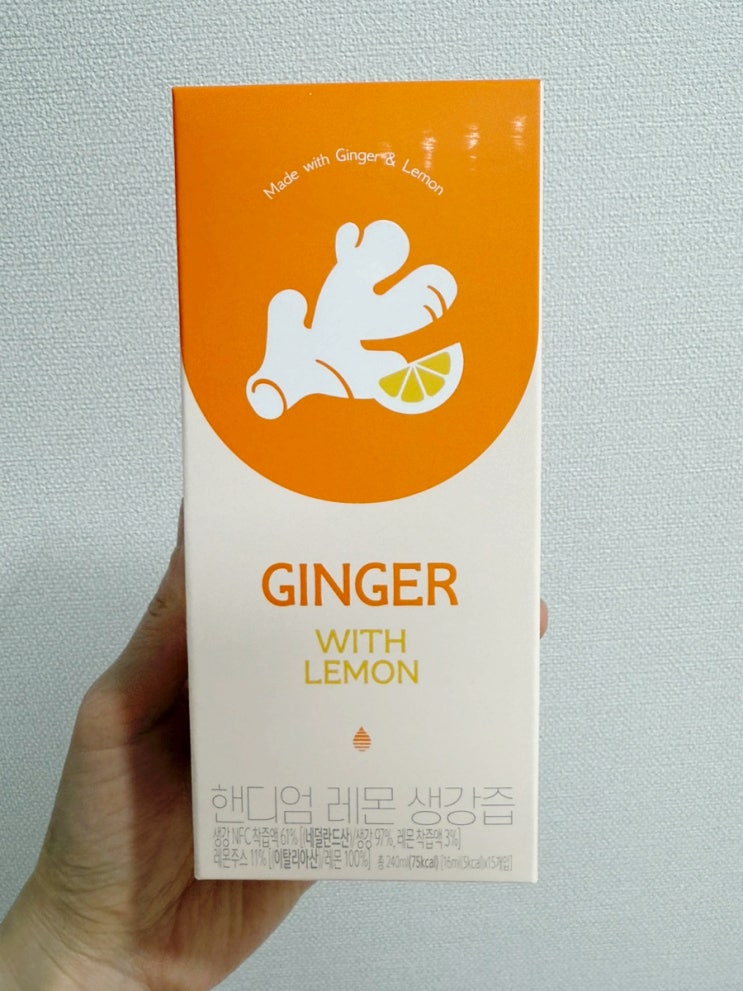 Made with Ginger & Lemon
GINGER
WITH
LEMON
핸디엄 레몬 생강즙
생강 NFC 착즙액 61% [(네덜란드산)/생강 97%, 레몬 착즙액 3%]
레몬주스 11% [(이탈리아산)/레몬 100%] 총 240ml(75kcal) [16ml(5kcal)x15개입]